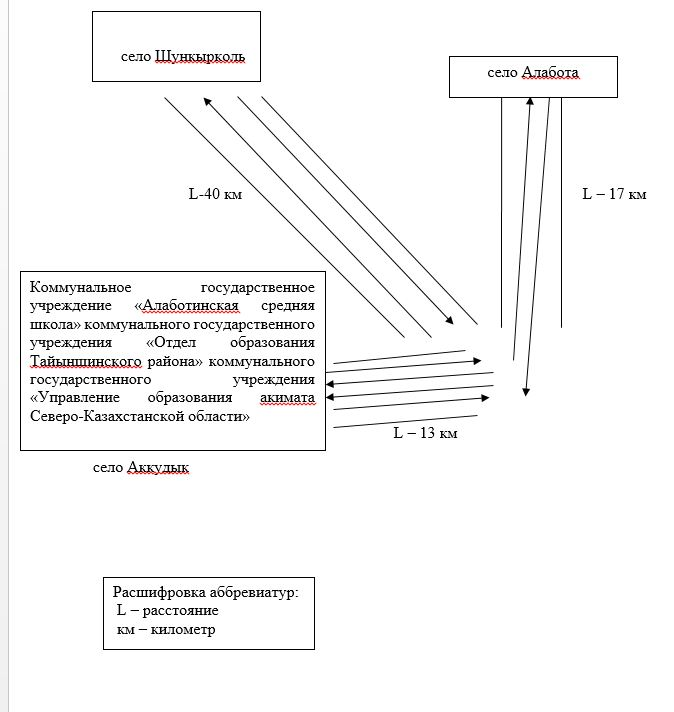 село Шункырколь
село Алабота
L-40 км
L – 17 км
Коммунальное государственное
учреждение «Алаботинская средняя
школа» коммунального государственного
учреждения «Отдел образования
Тайыншинского района» коммунального
государственного учреждения
«Управление образования акимата
Северо-Казахстанской области»
L – 13 км
село Аккудык
Расшифровка аббревиатур:
L – расстояние
км – километр